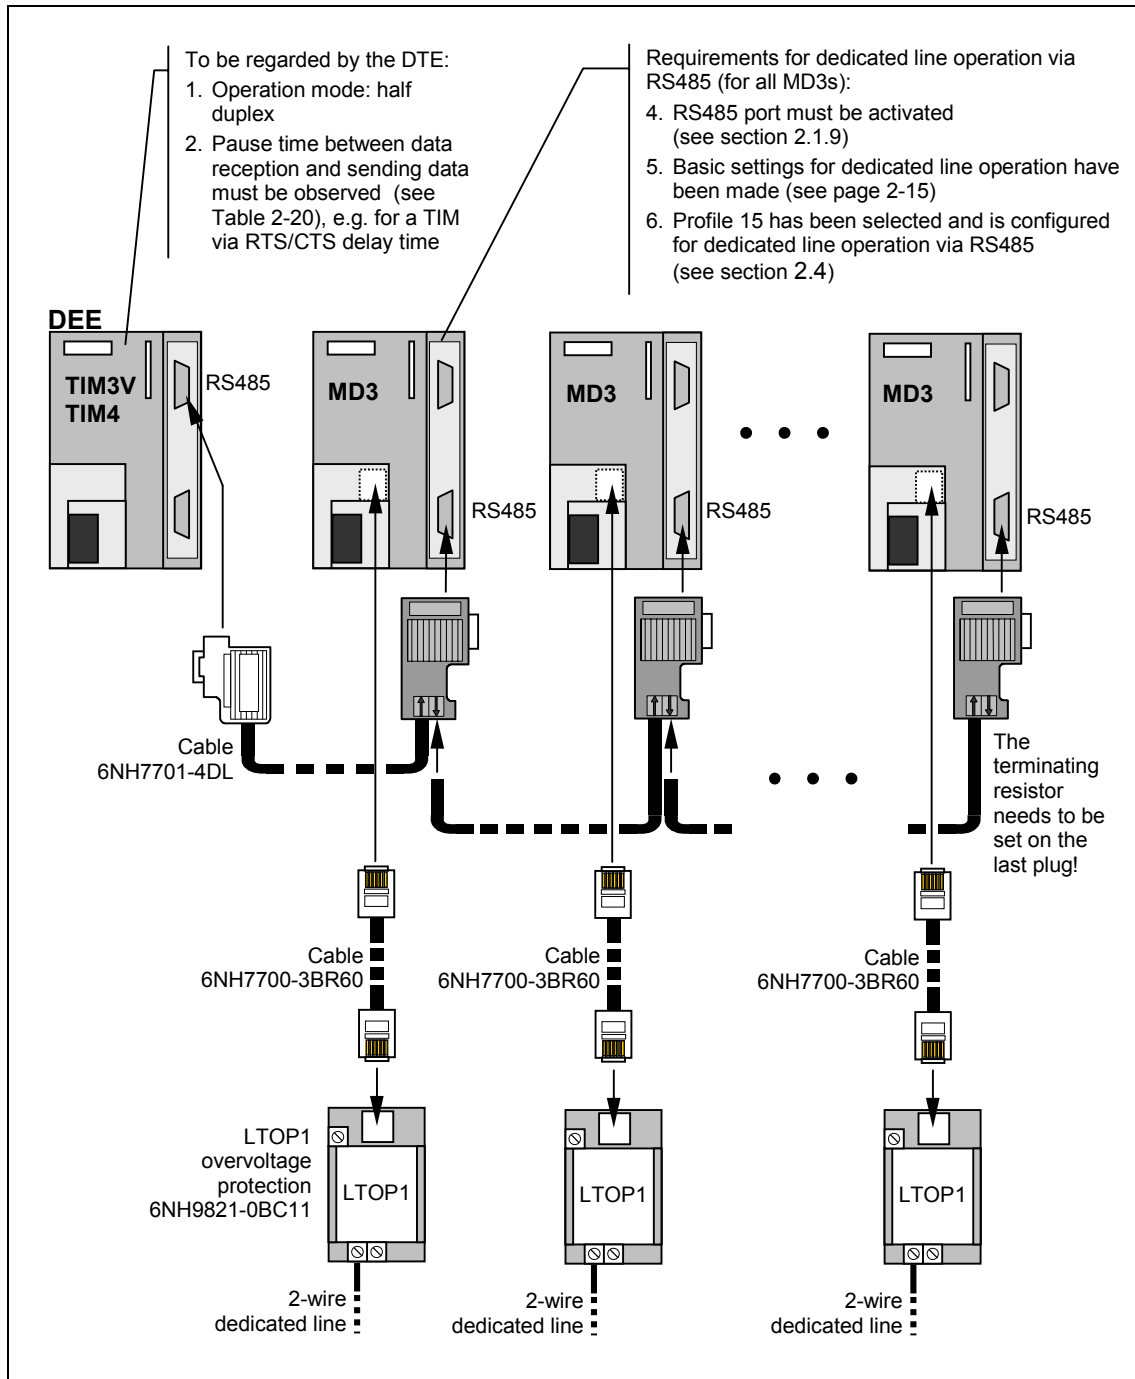 To be regarded by the DTE:
1. Operation mode: half
duplex
2. Pause time between data
reception and sending data
must be observed (see
Table 2-20), e.g. for a TIM
via RTS/CTS delay time
Requirements for dedicated line operation via
RS485 (for all MD3s):
4. RS485 port must be activated
(see section 2.1.9)
5. Basic settings for dedicated line operation have
been made (see page 2-15)
6. Profile 15 has been selected and is configured
for dedicated line operation via RS485
(see section 2.4)
DEE
TIM3V
TIM4
RS485
MD3
RS485
MD3
RS485
MD3
RS485
Cable
6NH7701-4DL
The
terminating
resistor
needs to be
set on the
last plug!
Cable
6NH7700-3BR60
Cable
6NH7700-3BR60
Cable
6NH7700-3BR60
LTOP1
overvoltage
protection
6NH9821-0BC11
LTOP1
LTOP1
LTOP1
2-wire
dedicated line
2-wire
dedicated line
2-wire
dedicated line